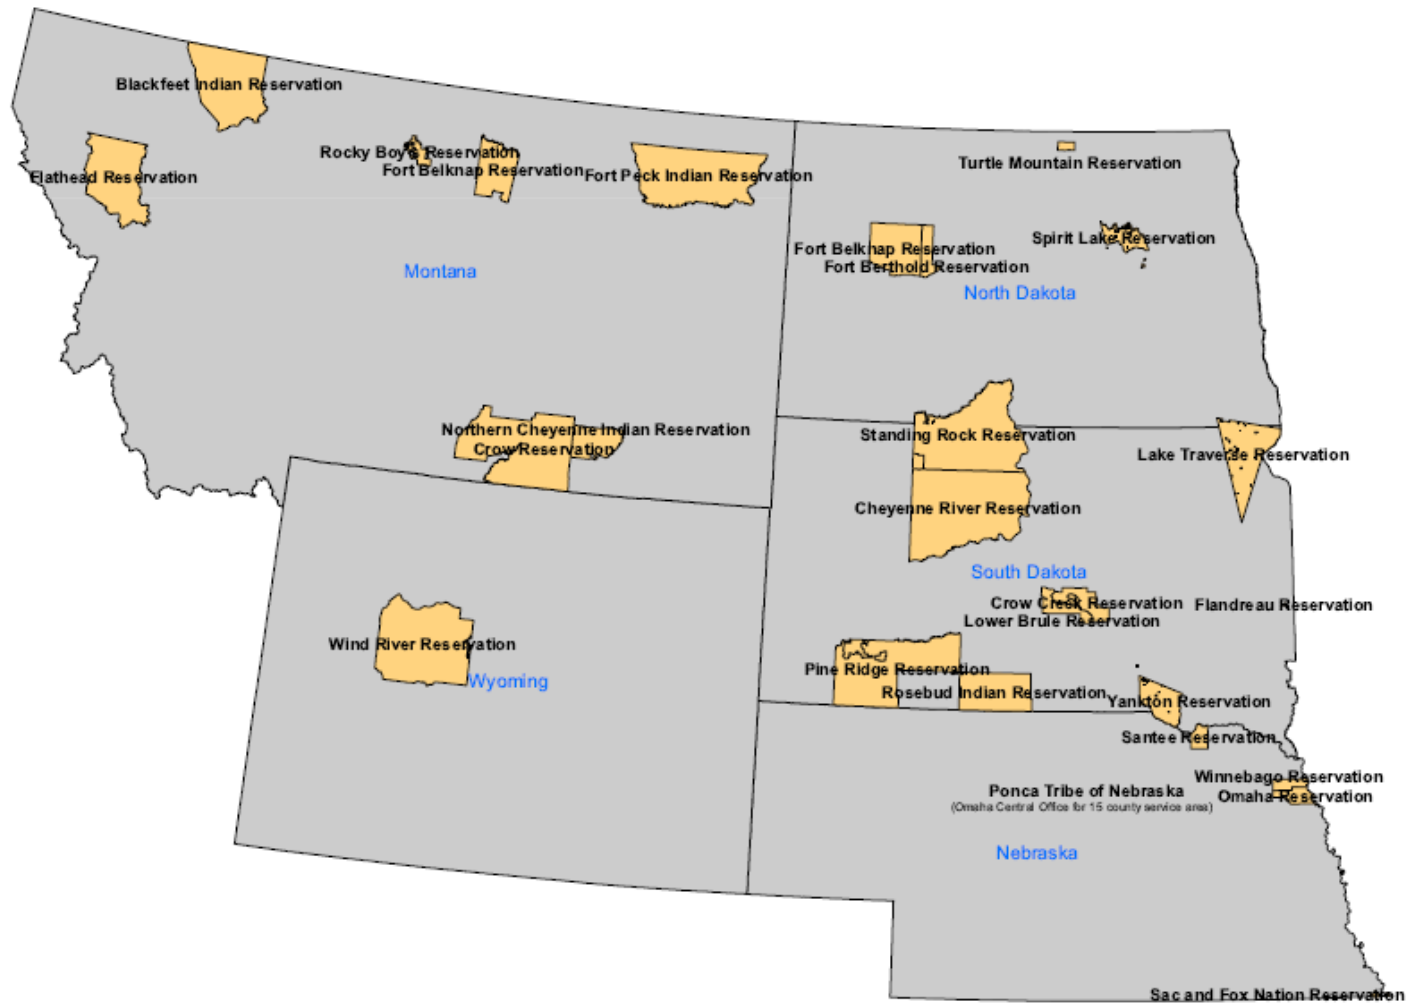 Blackfeet Indian Reservation
Rocky Boy's Reservation
Turtle Mountain Reservation
Fort Belknap Reservation
Fort Peck Indian Reservation
Flathead Reservation
Spirit Lake Reservation
Fort Belknap Reservation
Fort Berthold Reservation
Montana
North Dakota
Northern Cheyenne Indian Reservation
Standing Rock Reservation
Crow Reservation
Lake Traverse Reservation
Cheyenne River Reservation
South Dakota
Crow Creek Reservation
Flandreau Reservation
Lower Brule Reservation
Wind River Reservation
Pine Ridge Reservation
Wyoming
Rosebud Indian Reservation
Yankton Reservation
Santee Reservation
Winnebago Reservation
Ponca Tribe of Nebraska
Omaha Reservation
(Omaha Central Office for 15 county service area)
Nebraska
Sac and Fox Nation Reservation